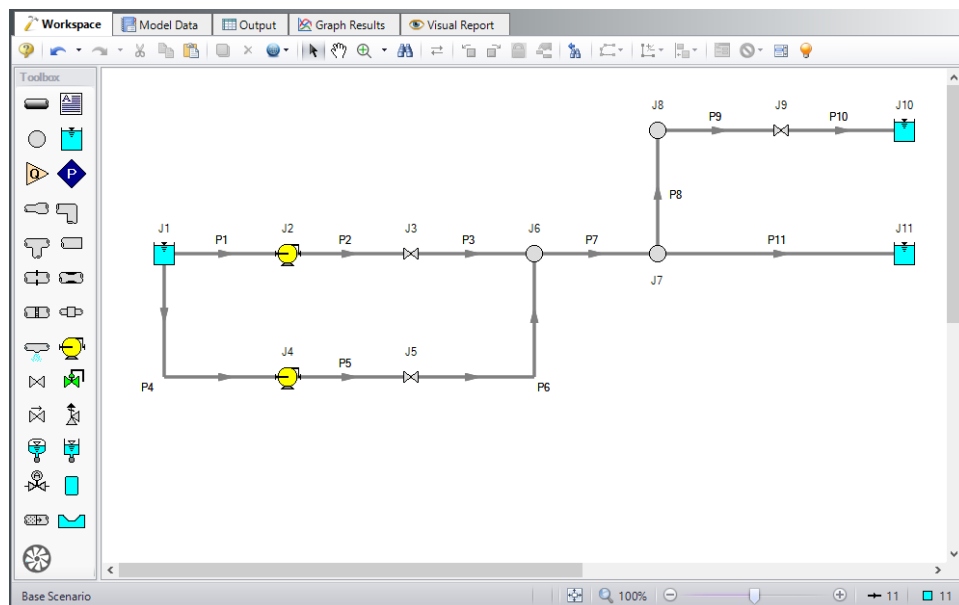 Workspace Model Data Output Graph Results Visual Report
Toolbox
A
Q P
J8 J9 J10
P9 P10
P8
J1 J2 J3 J6 J11
P1 P2 P3 P7 P11
J7
J4 J5
P5
P4 P6
Base Scenario 100% 11 11